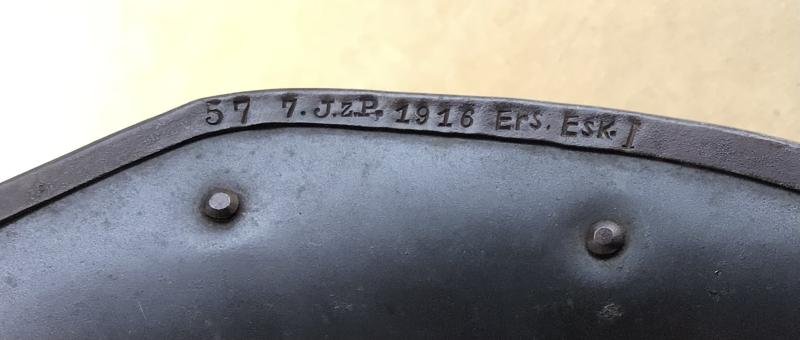 57 7. J.z.P. 1916 Ers. Esk. I